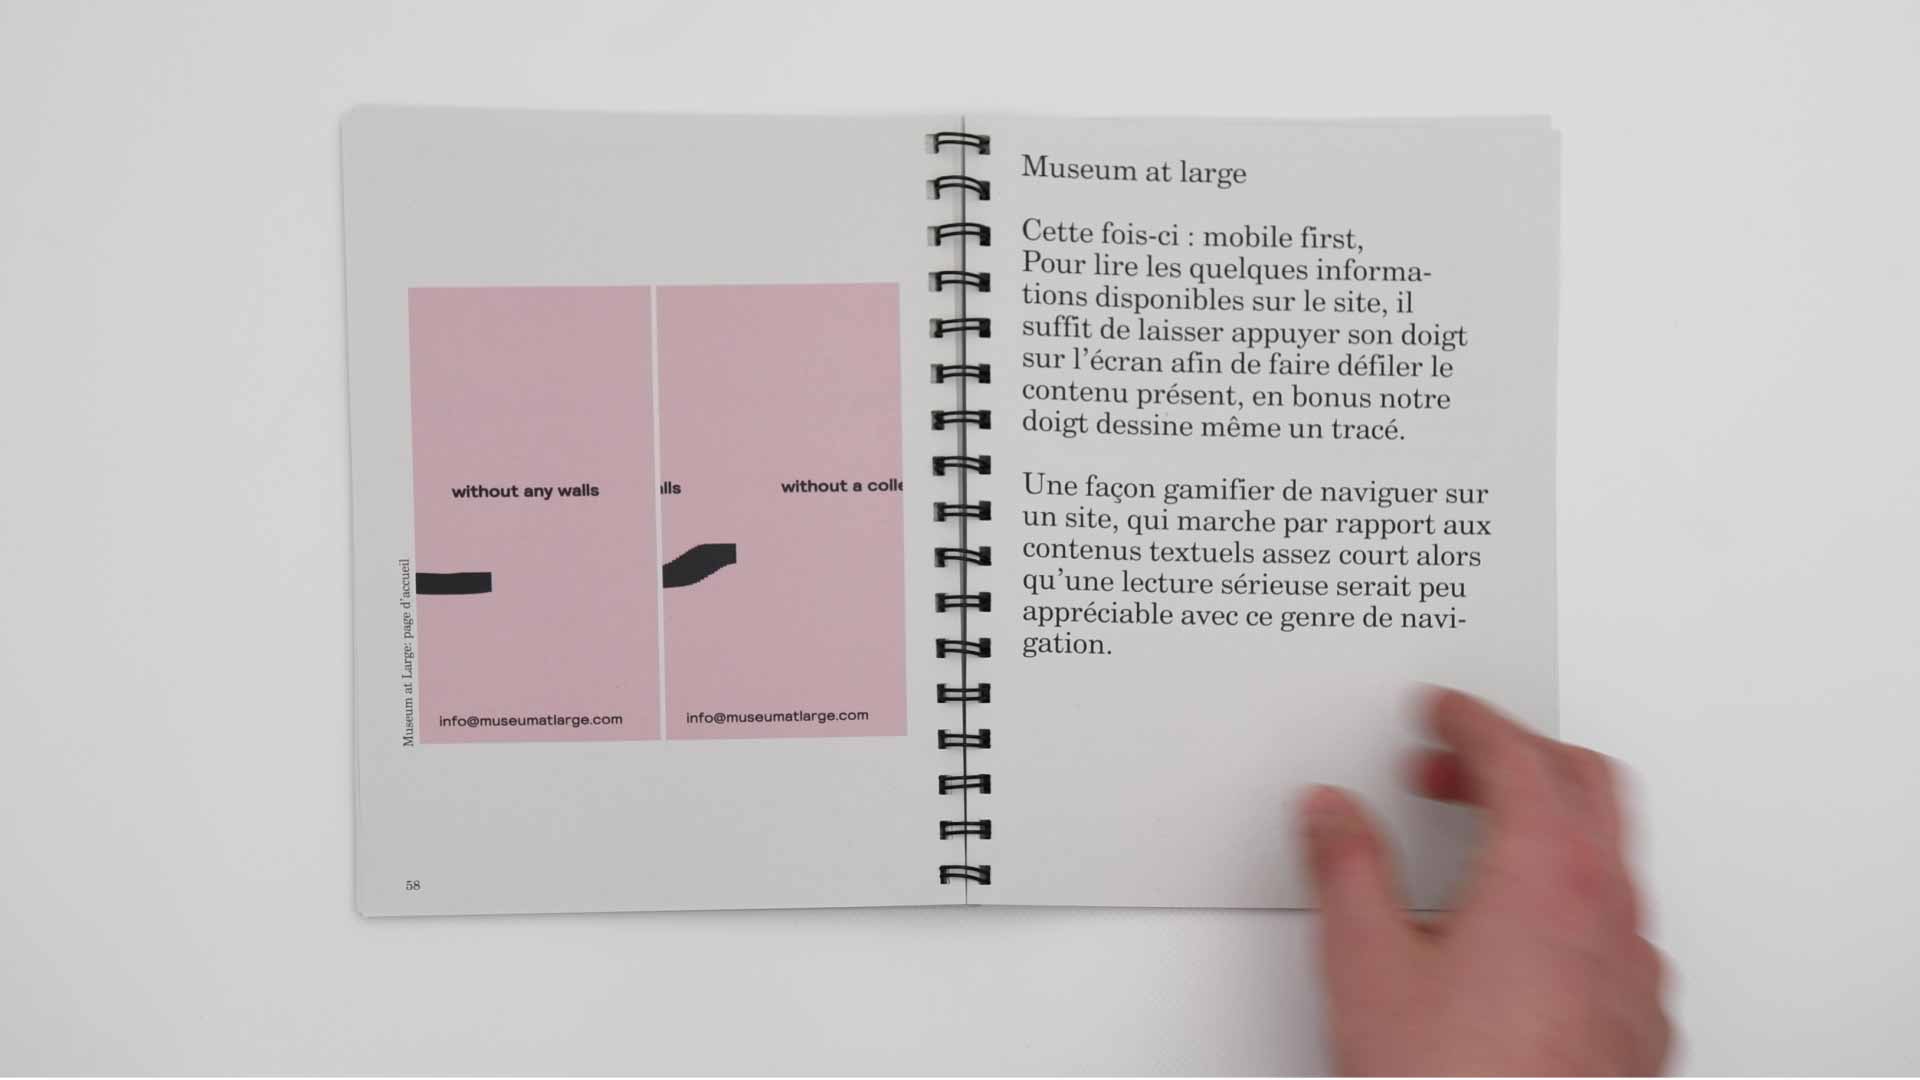 without any walls
info@museumatlarge.com
lls
without a colle
info@museumatlarge.com
Museum at Large: page d'accueil
58
Museum at large
Cette fois-ci : mobile first,
Pour lire les quelques informa-
tions disponibles sur le site, il
suffit de laisser appuyer son doigt
sur l'écran afin de faire défiler le
contenu présent, en bonus notre
doigt dessine même un tracé.
Une façon gamifier de naviguer sur
un site, qui marche par rapport aux
contenus textuels assez court alors
qu'une lecture sérieuse serait peu
appréciable avec ce genre de navi-
gation.